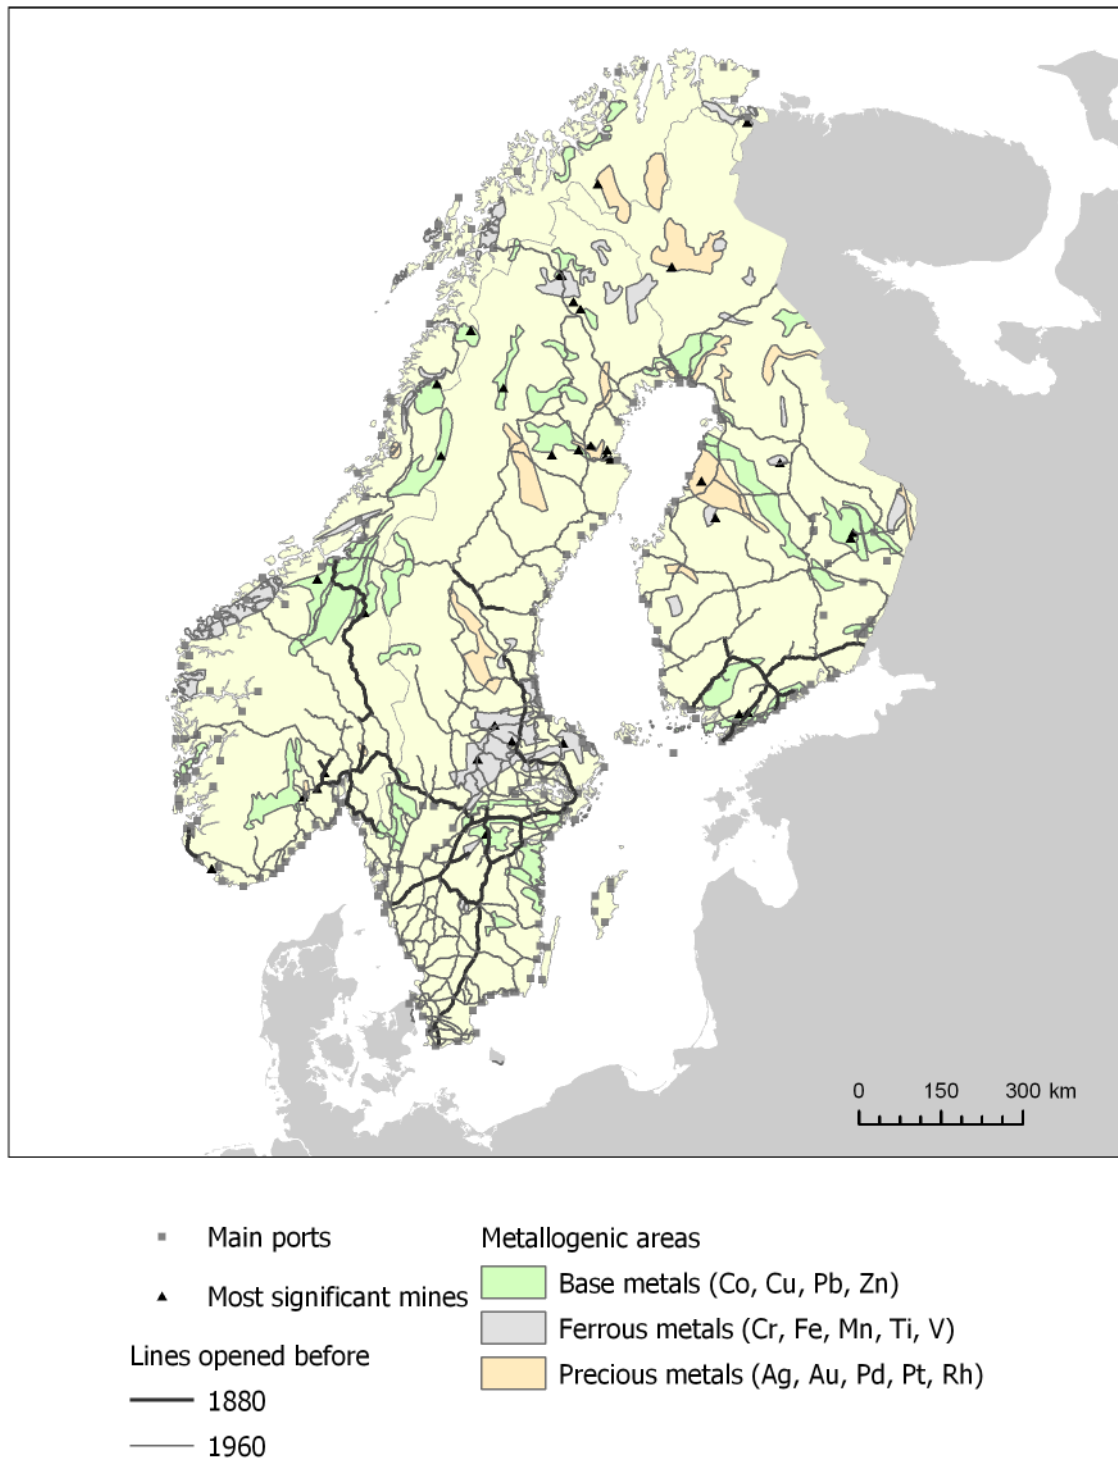 0 150 300 km
Main ports
Most significant mines
Lines opened before
1880
1960
Metallogenic areas
Base metals (Co, Cu, Pb, Zn)
Ferrous metals (Cr, Fe, Mn, Ti, V)
Precious metals (Ag, Au, Pd, Pt, Rh)